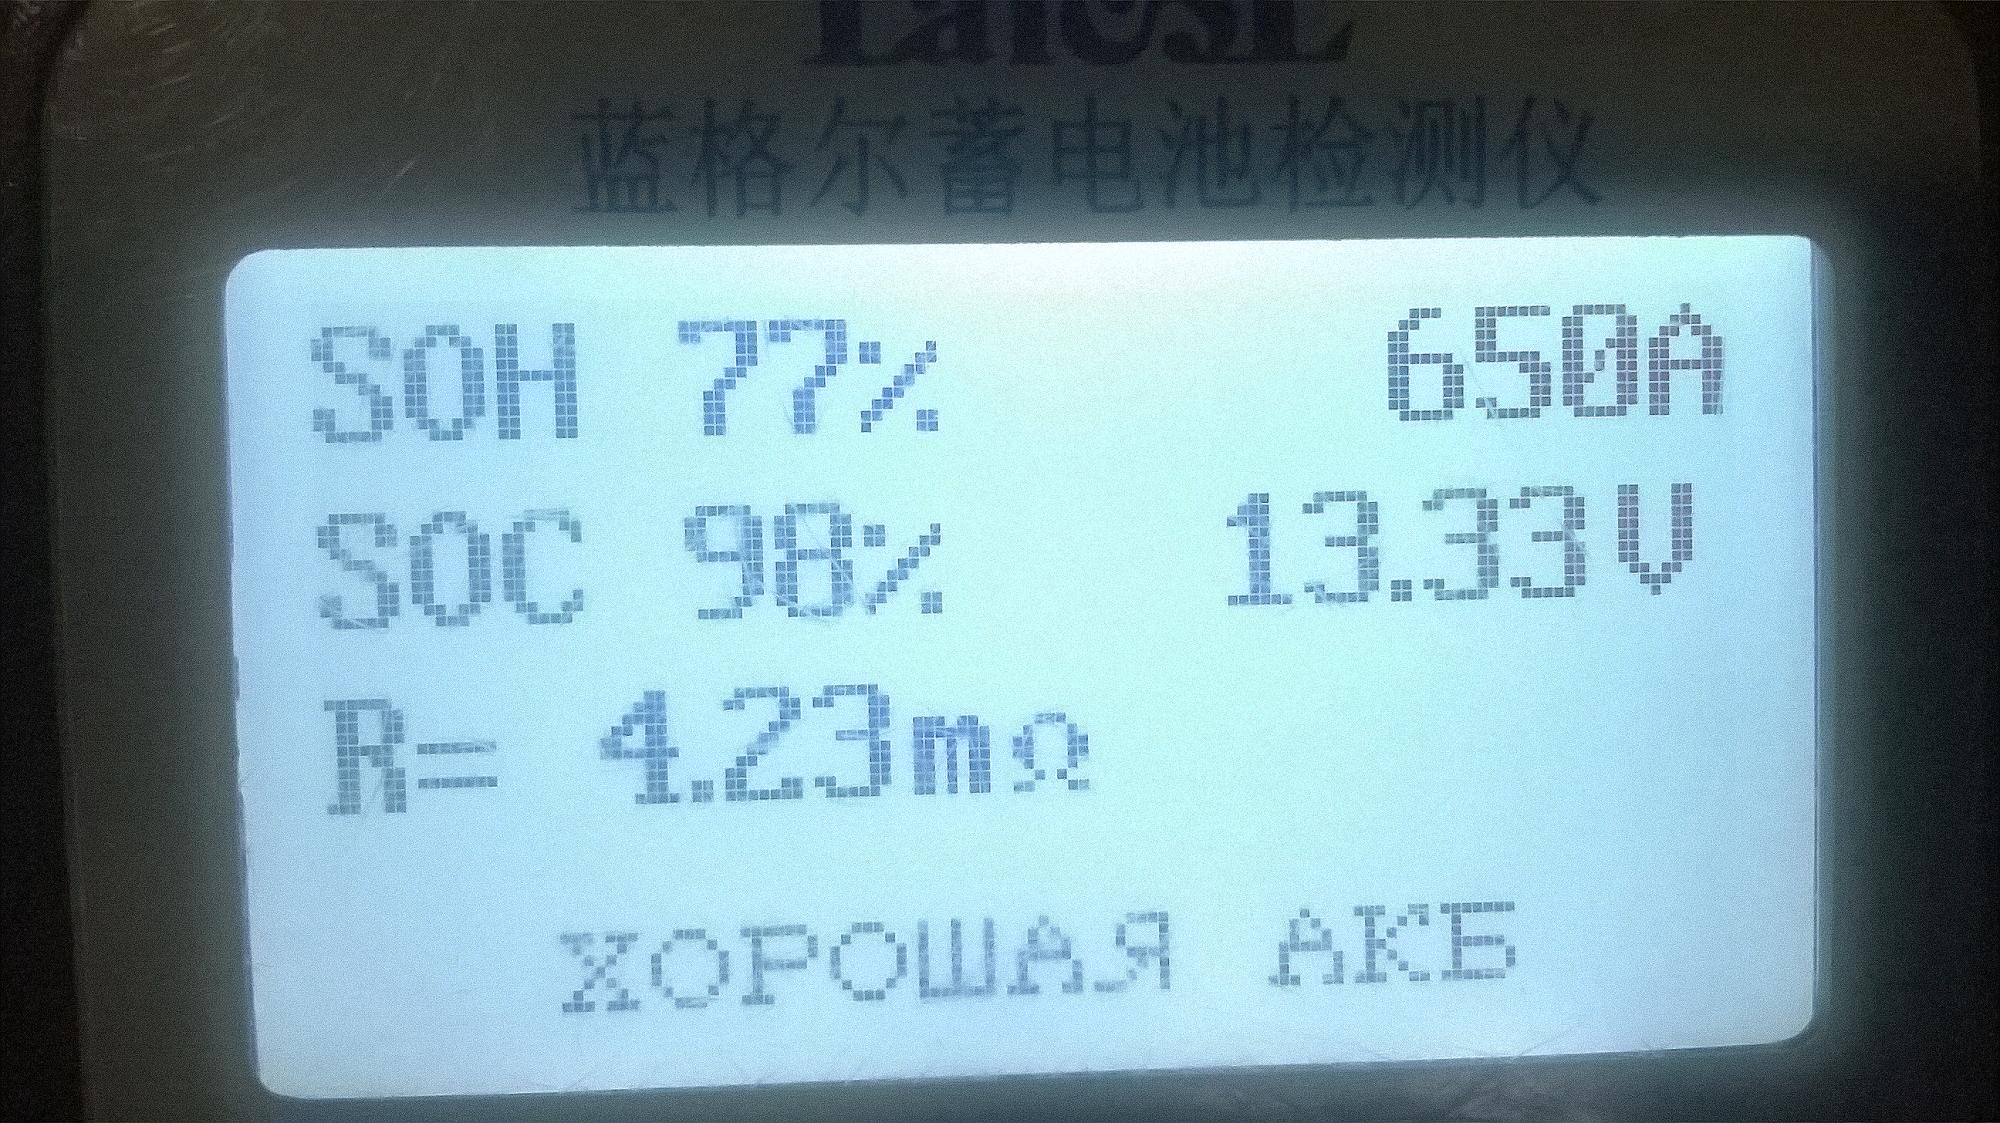 蓝格尔蓄电池检测仪
SOH 77% 650A
SOC 98% 13.33V
R= 4.23mΩ
ХОРОШАЯ АКБ